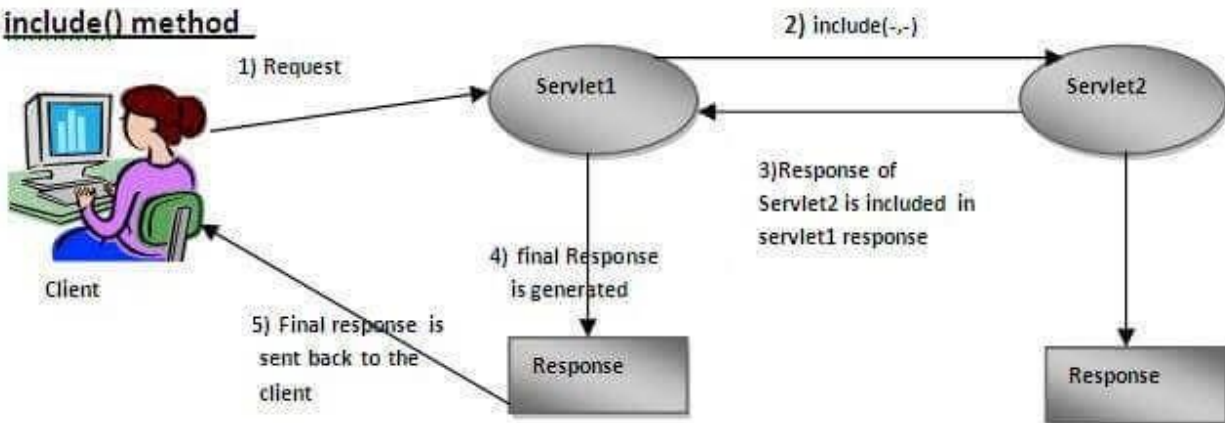 include() method
2) include(-,-)
1) Request
Servlet1
Servlet2
3)Response of
Servlet2 is included in
servlet1 response
4) final Response
is generated
Client
5) Final response is
sent back to the
client
Response
Response